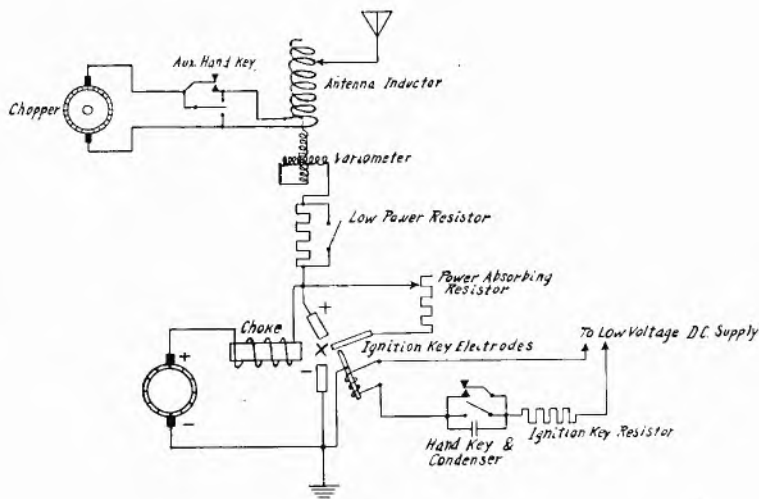 Aux. Hand Key
Antenna Inductor
Chopper
Variometer
Low Power Resistor
Power Absorbing
Resistor
+
Choke
To Low Voltage D.C. Supply
Ignition Key Electrodes
+
-
-
Hand Key &
Condenser
Ignition Key Resistor